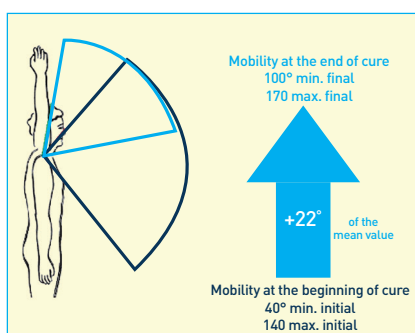 Mobility at the end of cure
100° min. final
170 max. final
+22°
of the
mean value
Mobility at the beginning of cure
40° min. initial
140 max. initial